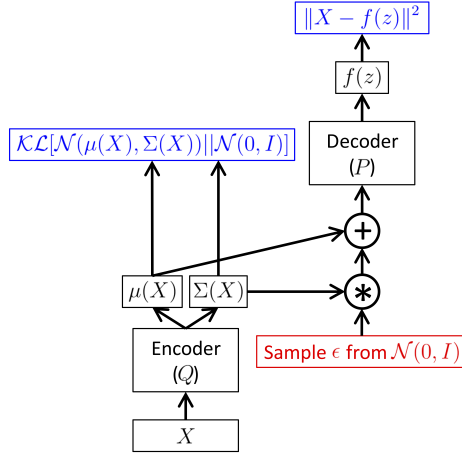 ‖X − f(z)‖²
f(z)
𝒦ℒ[𝒩(μ(X), Σ(X))||𝒩(0, I)]
Decoder
(P)
+
μ(X)
Σ(X)
*
Encoder
(Q)
Sample ϵ from 𝒩(0, I)
X